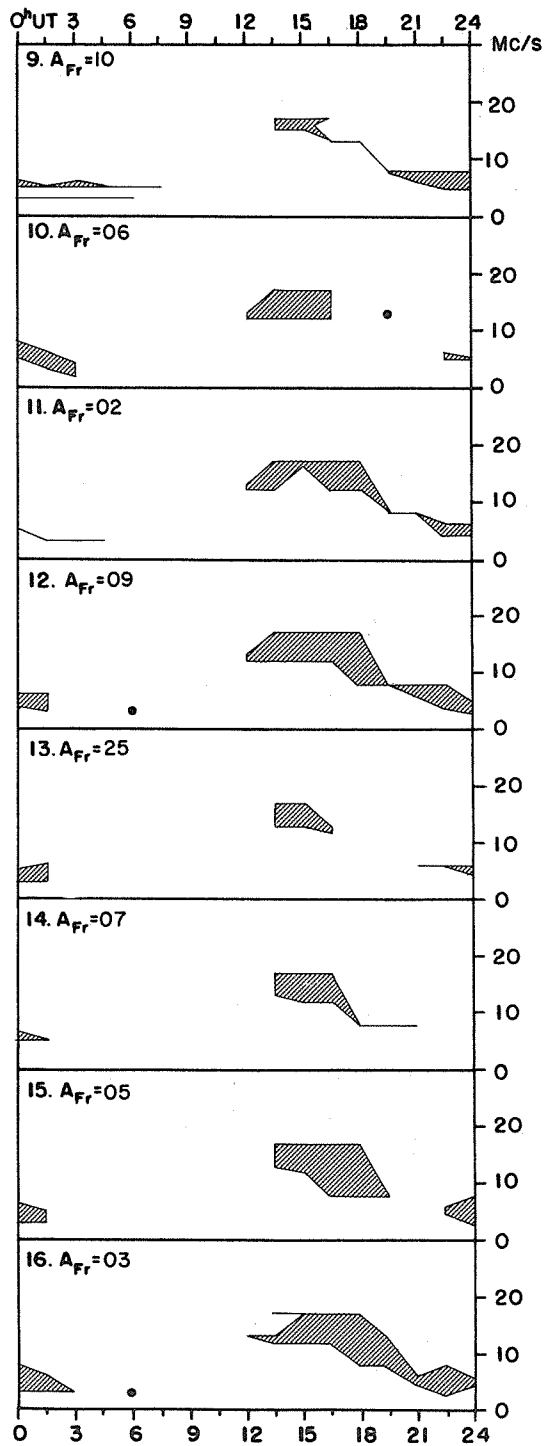 0ʰUT 3 6 9 12 15 18 21 24
MC/S
9. A_Fr=10
20
10
0
10. A_Fr=06
20
10
0
11. A_Fr=02
20
10
0
12. A_Fr=09
20
10
0
13. A_Fr=25
20
10
0
14. A_Fr=07
20
10
0
15. A_Fr=05
20
10
0
16. A_Fr=03
20
10
0
0 3 6 9 12 15 18 21 24